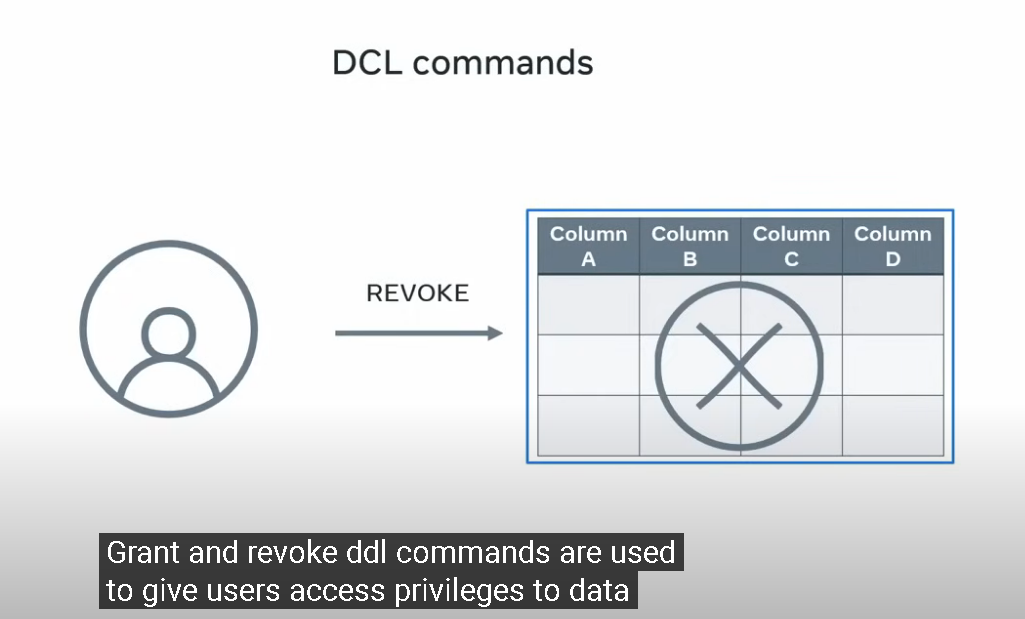 DCL commands
REVOKE
Column A
Column B
Column C
Column D
Grant and revoke ddl commands are used
to give users access privileges to data